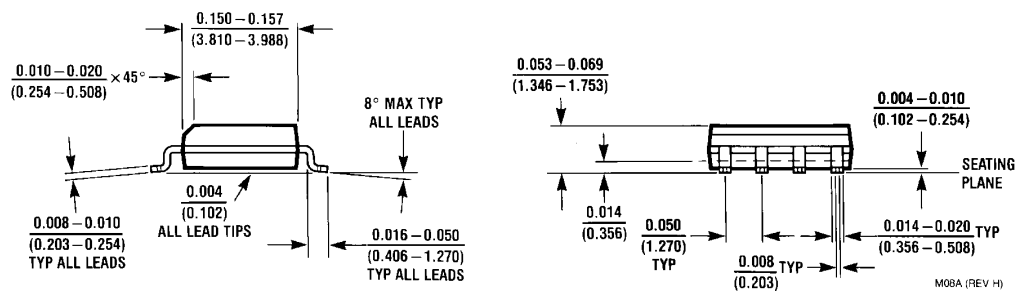 0.150 – 0.157
(3.810 – 3.988)
0.010 – 0.020
(0.254 – 0.508)
× 45°
8° MAX TYP
ALL LEADS
0.004
(0.102)
ALL LEAD TIPS
0.008 – 0.010
(0.203 – 0.254)
TYP ALL LEADS
0.016 – 0.050
(0.406 – 1.270)
TYP ALL LEADS
0.053 – 0.069
(1.346 – 1.753)
0.004 – 0.010
(0.102 – 0.254)
SEATING
PLANE
0.014
(0.356)
0.050
(1.270)
TYP
0.008
(0.203)
TYP
0.014 – 0.020
(0.356 – 0.508)
TYP
M08A (REV H)